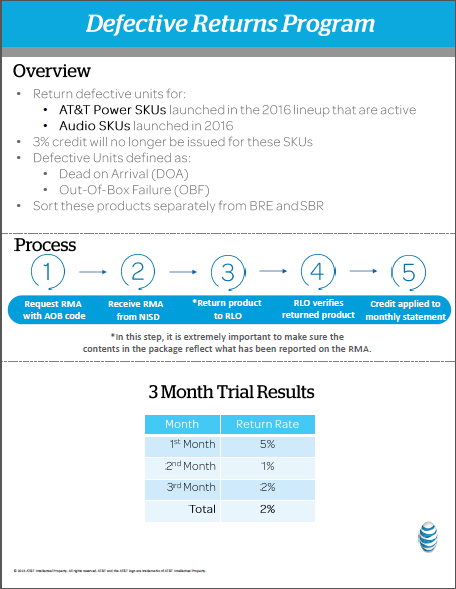 Defective Returns Program
Overview
• Return defective units for:
• AT&T Power SKUs launched in the 2016 lineup that are active
• Audio SKUs launched in 2016
• 3% credit will no longer be issued for these SKUs
• Defective Units defined as:
• Dead on Arrival (DOA)
• Out-Of-Box Failure (OBF)
• Sort these products separately from BRE and SBR
Process
1 2 3 4 5
Request RMA
with AOB code
Receive RMA
from NISD
*Return product
to RLO
RLO verifies
returned product
Credit applied to
monthly statement
*In this step, it is extremely important to make sure the
contents in the package reflect what has been reported on the RMA.
3 Month Trial Results
Month Return Rate
1st Month 5%
2nd Month 1%
3rd Month 2%
Total 2%
AT&T Intellectual Property. All rights reserved. AT&T and the AT&T logo are trademarks of AT&T Intellectual Property.